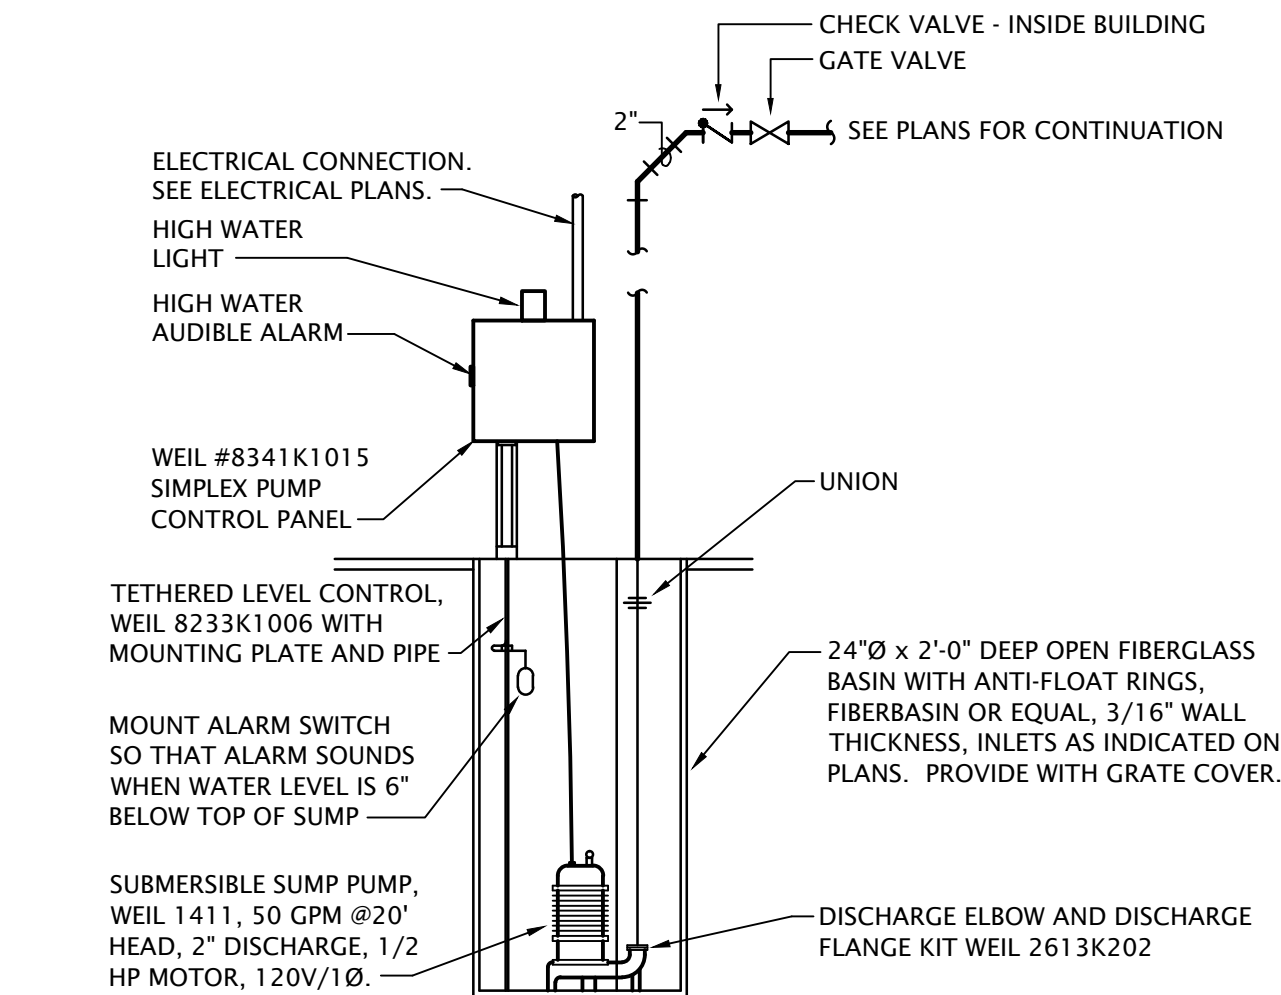 CHECK VALVE - INSIDE BUILDING
GATE VALVE
2"
SEE PLANS FOR CONTINUATION
ELECTRICAL CONNECTION.
SEE ELECTRICAL PLANS.
HIGH WATER
LIGHT
HIGH WATER
AUDIBLE ALARM
WEIL #8341K1015
SIMPLEX PUMP
CONTROL PANEL
UNION
TETHERED LEVEL CONTROL,
WEIL 8233K1006 WITH
MOUNTING PLATE AND PIPE
24"Ø x 2'-0" DEEP OPEN FIBERGLASS
BASIN WITH ANTI-FLOAT RINGS,
FIBERBASIN OR EQUAL, 3/16" WALL
THICKNESS, INLETS AS INDICATED ON
PLANS.  PROVIDE WITH GRATE COVER.
MOUNT ALARM SWITCH
SO THAT ALARM SOUNDS
WHEN WATER LEVEL IS 6"
BELOW TOP OF SUMP
SUBMERSIBLE SUMP PUMP,
WEIL 1411, 50 GPM @20'
HEAD, 2" DISCHARGE, 1/2
HP MOTOR, 120V/1Ø.
DISCHARGE ELBOW AND DISCHARGE
FLANGE KIT WEIL 2613K202